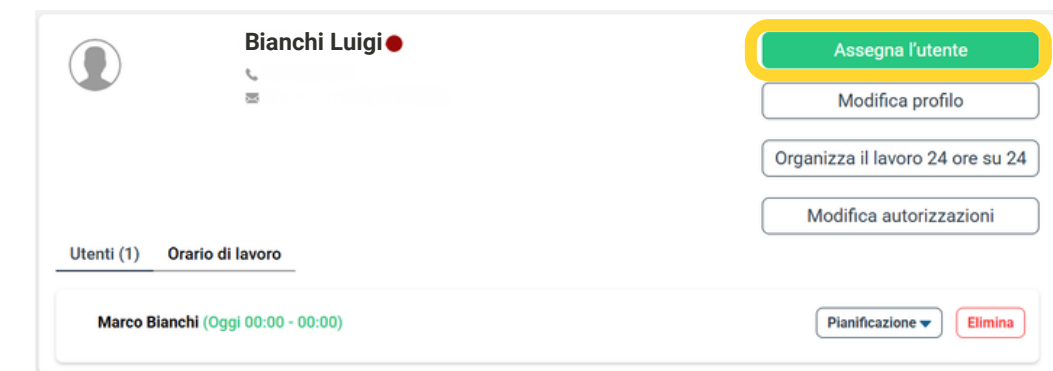 Bianchi Luigi
Assegna l'utente
Modifica profilo
Organizza il lavoro 24 ore su 24
Modifica autorizzazioni
Utenti (1) Orario di lavoro
Marco Bianchi (Oggi 00:00 - 00:00) Pianificazione Elimina